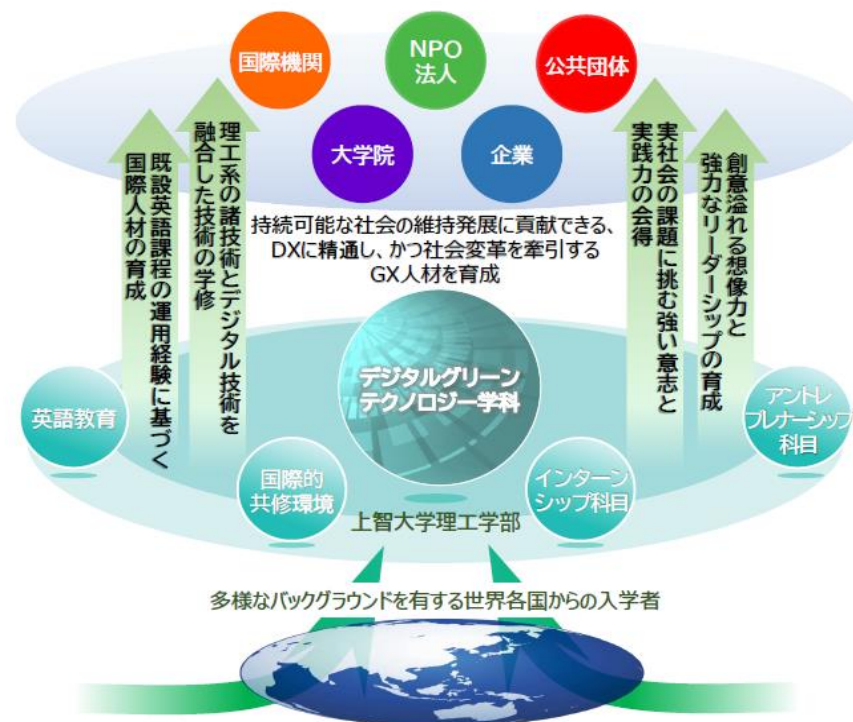 国際機関
NPO
法人
公共団体
大学院
企業
既設英語課程の運用経験に基づく
国際人材の育成
理工系の諸技術とデジタル技術を
融合した技術の学修
実社会の課題に挑む強い意志と
実践力の会得
創意溢れる想像力と
強力なリーダーシップの育成
持続可能な社会の維持発展に貢献できる、
DXに精通し、かつ社会変革を牽引する
GX人材を育成
デジタルグリーン
テクノロジー学科
英語教育
国際的
共修環境
インターン
シップ科目
アントレ
プレナーシップ
科目
上智大学理工学部
多様なバックグラウンドを有する世界各国からの入学者